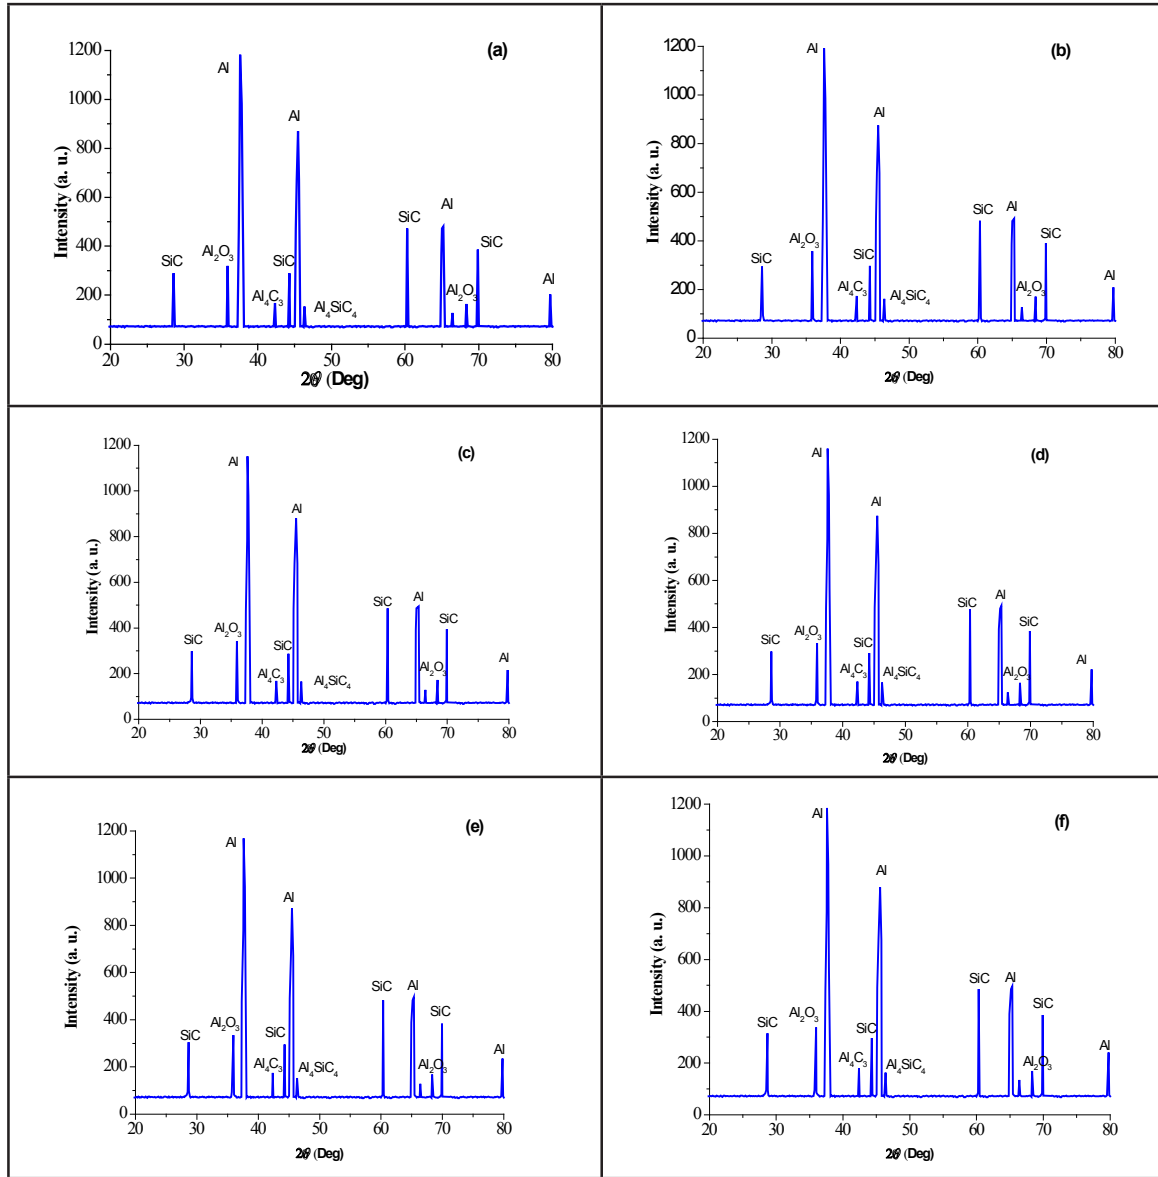 (a)
Intensity (a. u.)
1200
1000
800
600
400
200
0
Al
Al
SiC
Al
SiC
Al₂O₃
SiC
SiC
Al₄C₃
Al₄SiC₄
Al₂O₃
Al
20 30 40 50 60 70 80
2θ (Deg)
(b)
Intensity (a. u.)
1200
1000
800
600
400
200
0
Al
Al
SiC
Al
SiC
Al₂O₃
SiC
SiC
Al₄C₃
Al₄SiC₄
Al₂O₃
Al
20 30 40 50 60 70 80
2θ (Deg)
(c)
Intensity (a. u.)
1200
1000
800
600
400
200
0
Al
Al
SiC
Al
SiC
Al₂O₃
SiC
SiC
Al₄C₃
Al₄SiC₄
Al₂O₃
Al
20 30 40 50 60 70 80
2θ (Deg)
(d)
Intensity (a. u.)
1200
1000
800
600
400
200
0
Al
Al
SiC
Al
SiC
Al₂O₃
SiC
SiC
Al₄C₃
Al₄SiC₄
Al₂O₃
Al
20 30 40 50 60 70 80
2θ (Deg)
(e)
Intensity (a. u.)
1200
1000
800
600
400
200
0
Al
Al
SiC
Al
SiC
Al₂O₃
SiC
SiC
Al₄C₃
Al₄SiC₄
Al₂O₃
Al
20 30 40 50 60 70 80
2θ (Deg)
(f)
Intensity (a. u.)
1200
1000
800
600
400
200
0
Al
Al
SiC
Al
SiC
Al₂O₃
SiC
SiC
Al₄C₃
Al₄SiC₄
Al₂O₃
Al
20 30 40 50 60 70 80
2θ (Deg)